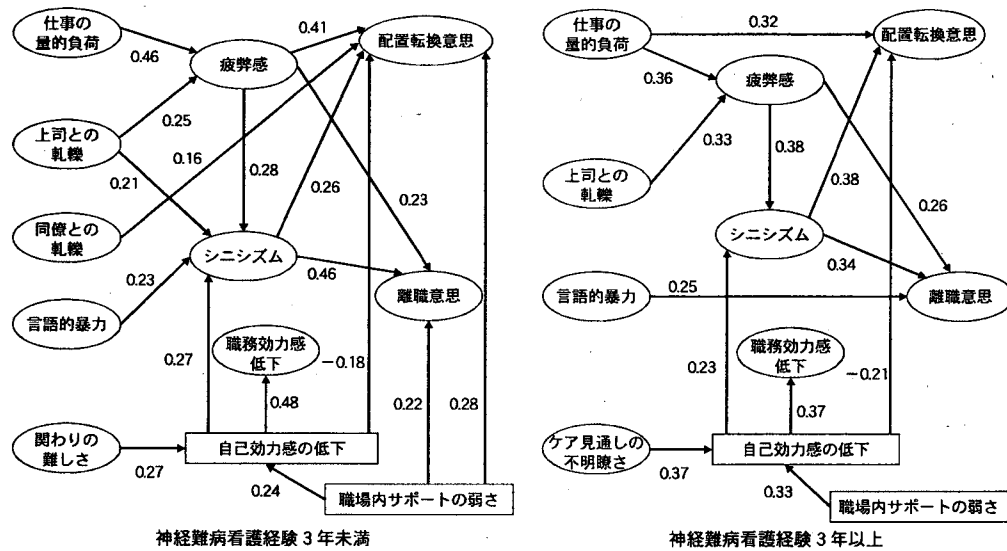 仕事の
量的負荷
0.46
0.41
配置転換意思
疲弊感
0.25
上司との
軋轢
0.21
0.16
0.28
0.26
0.23
同僚との
軋轢
シニシズム
0.23
0.46
離職意思
言語的暴力
0.27
職務効力感
低下
-0.18
0.48
0.22
0.28
関わりの
難しさ
0.27
自己効力感の低下
0.24
職場内サポートの弱さ
神経難病看護経験3年未満
仕事の
量的負荷
0.32
配置転換意思
0.36
疲弊感
0.33
上司との
軋轢
0.38
0.38
シニシズム
0.26
0.34
言語的暴力
0.25
離職意思
0.23
職務効力感
低下
-0.21
0.37
ケア見通しの
不明瞭さ
0.37
自己効力感の低下
0.33
職場内サポートの弱さ
神経難病看護経験3年以上